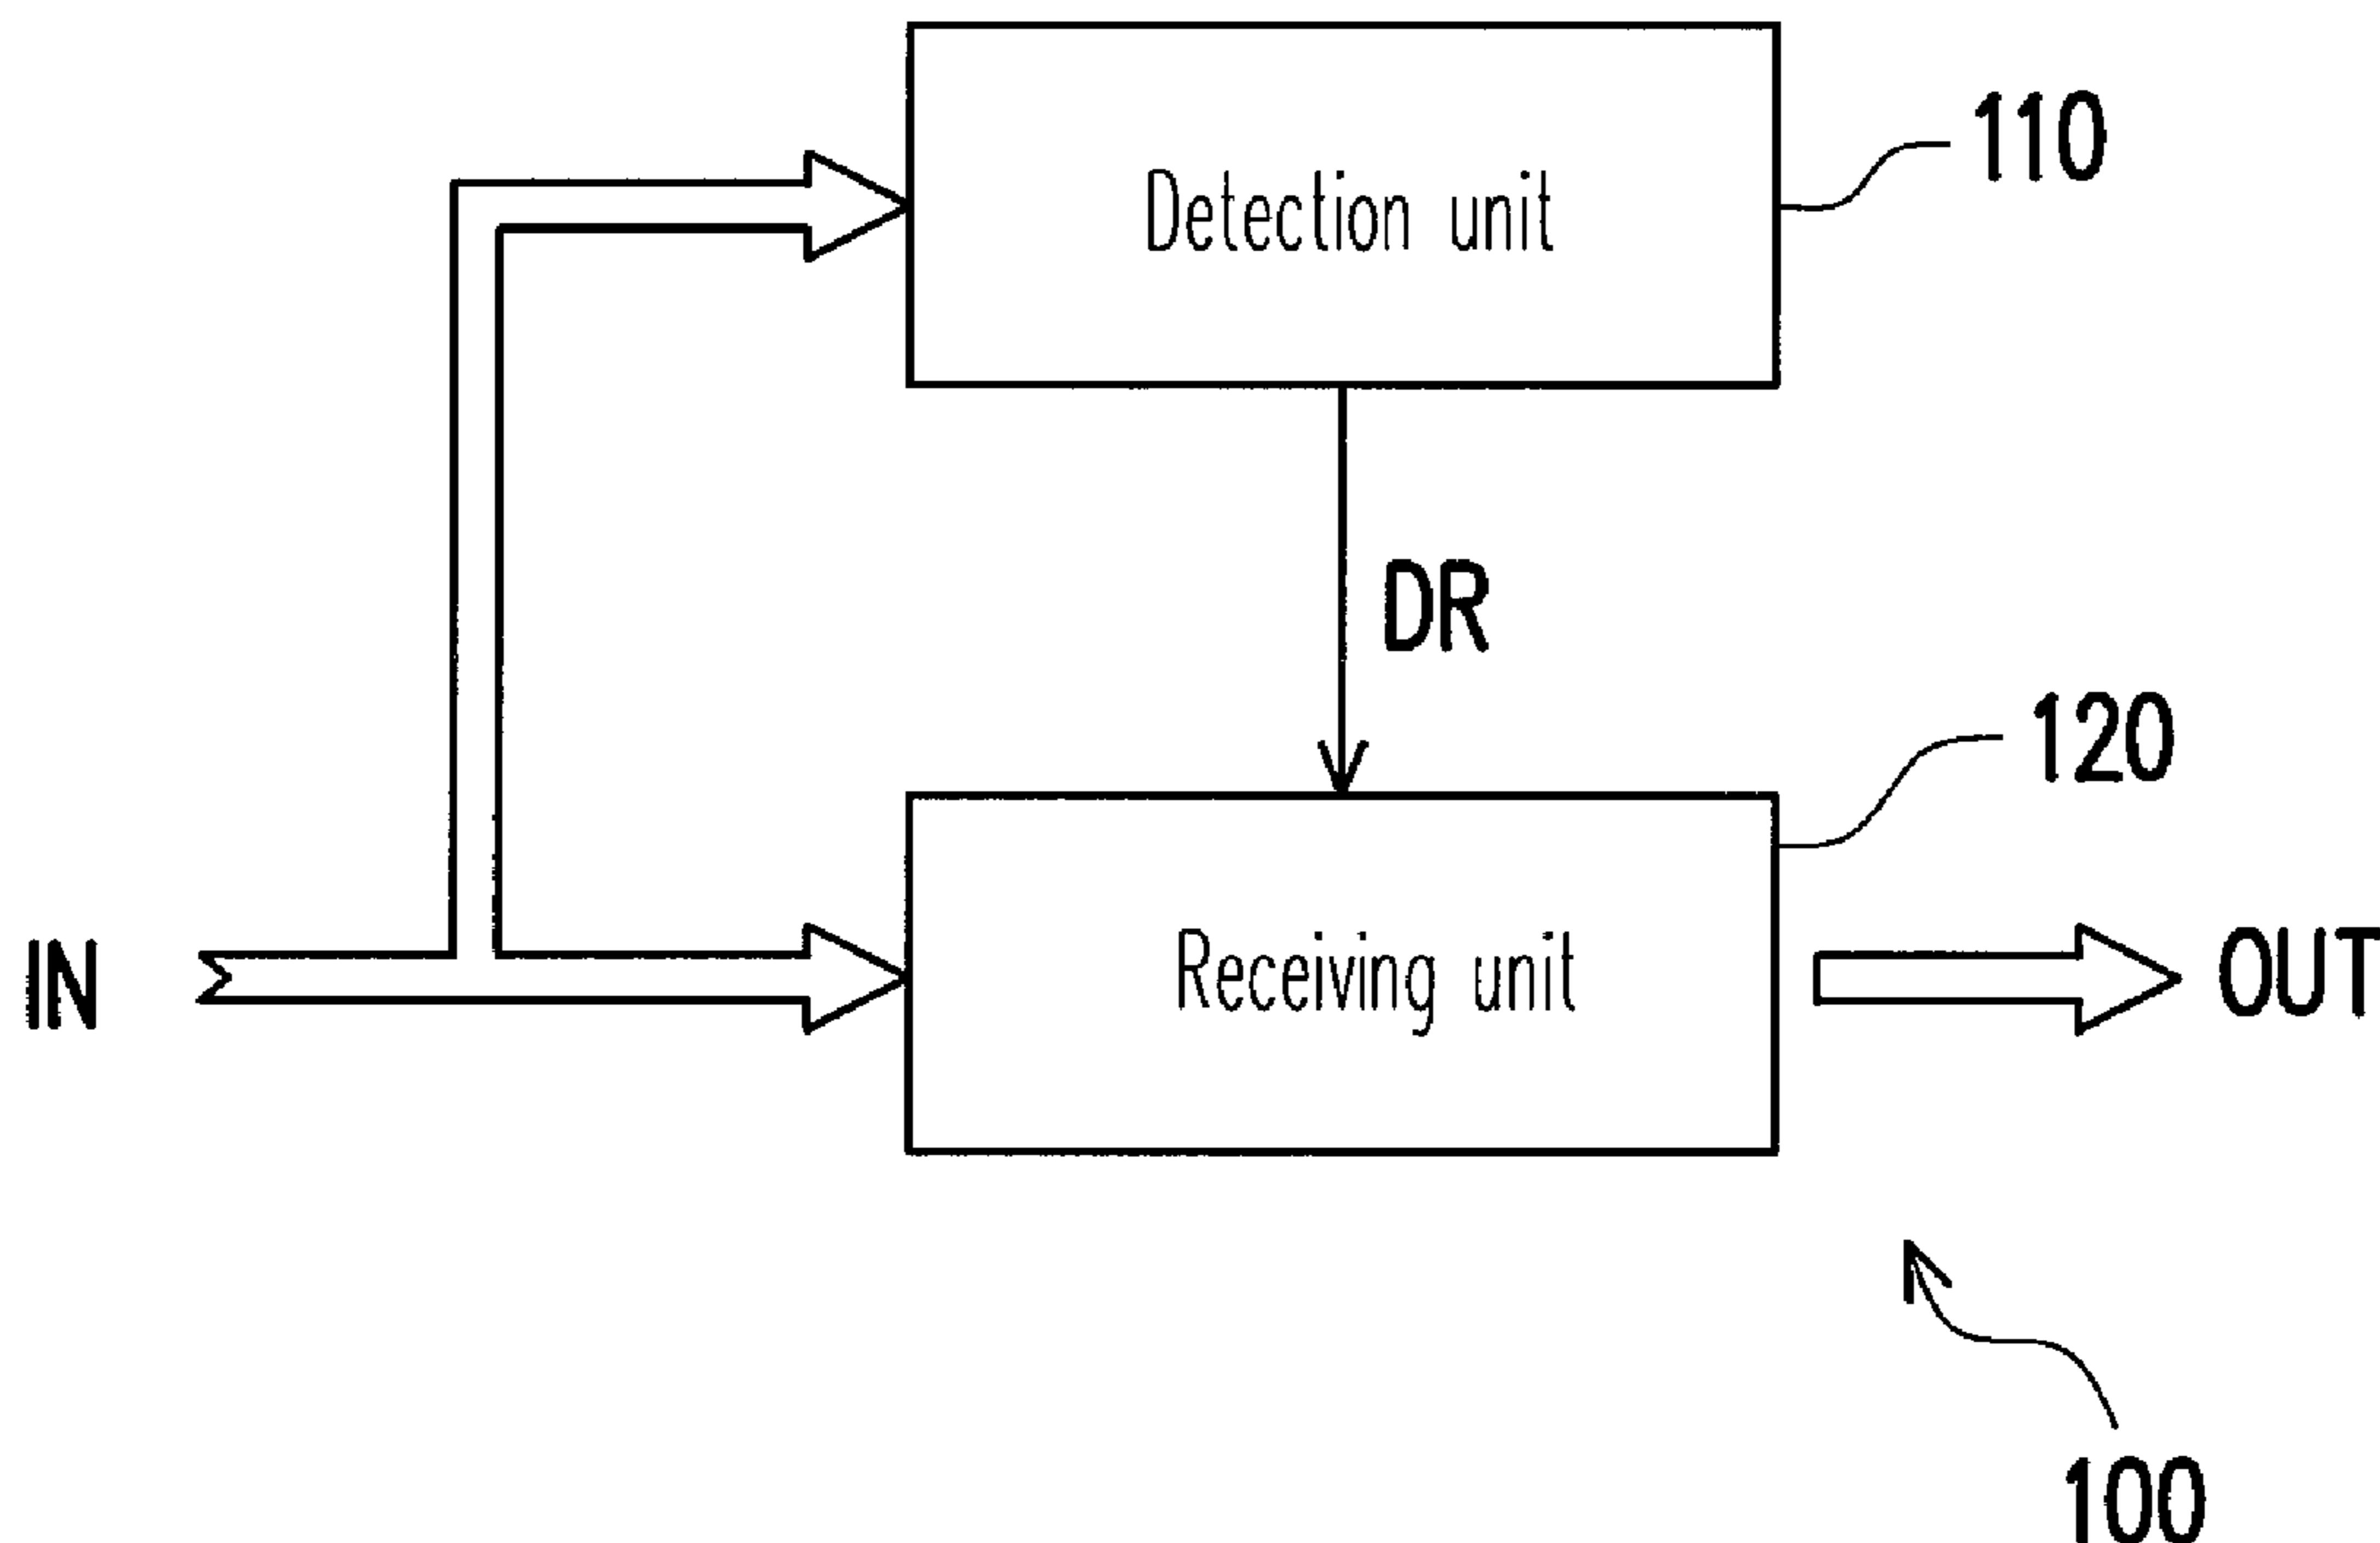 110
Detection unit
DR
120
IN
Receiving unit
OUT
100